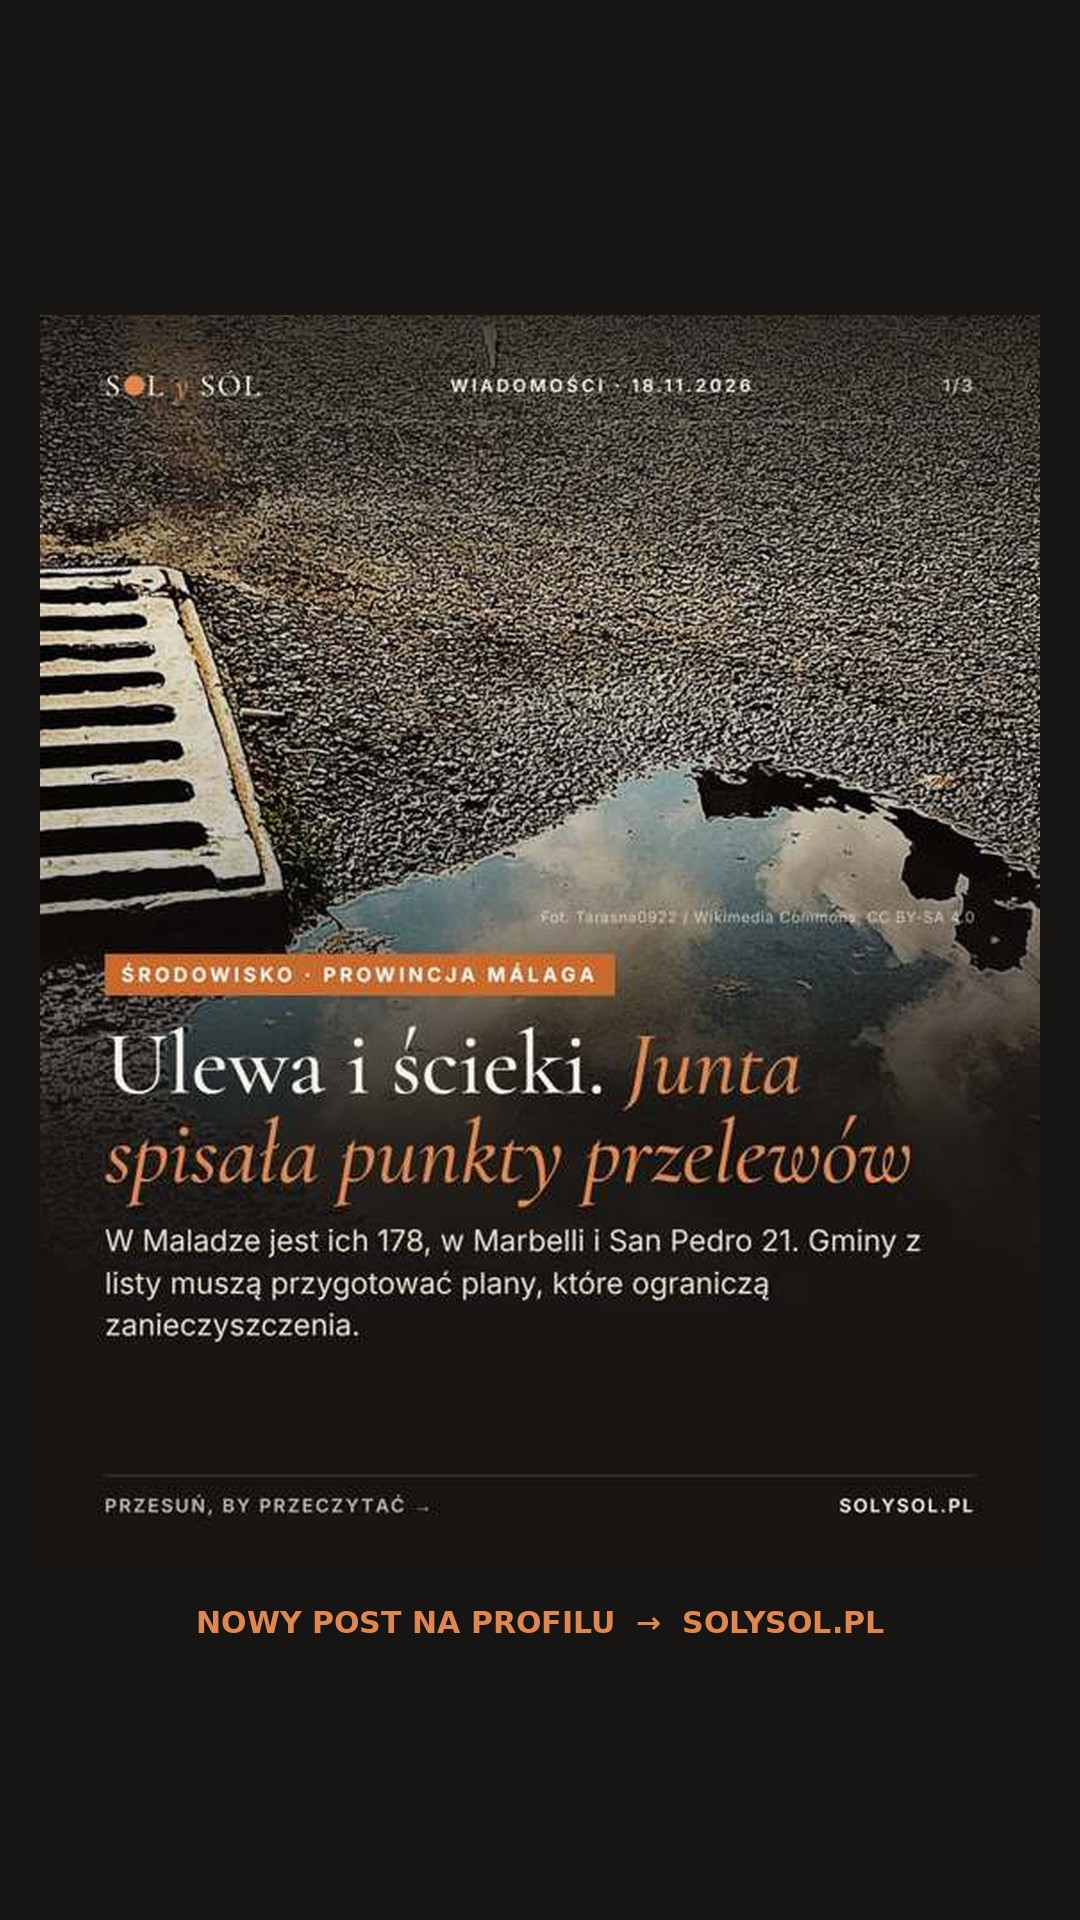 SOL y SÓL
WIADOMOŚCI · 18.11.2026
1/3
Fot. Tarasna0922 / Wikimedia Commons, CC BY-SA 4.0
ŚRODOWISKO · PROWINCJA MÁLAGA
Ulewa i ścieki. Junta
spisała punkty przelewów
W Maladze jest ich 178, w Marbelli i San Pedro 21. Gminy z
listy muszą przygotować plany, które ograniczą
zanieczyszczenia.
PRZESUŃ, BY PRZECZYTAĆ →
SOLYSOL.PL
NOWY POST NA PROFILU → SOLYSOL.PL